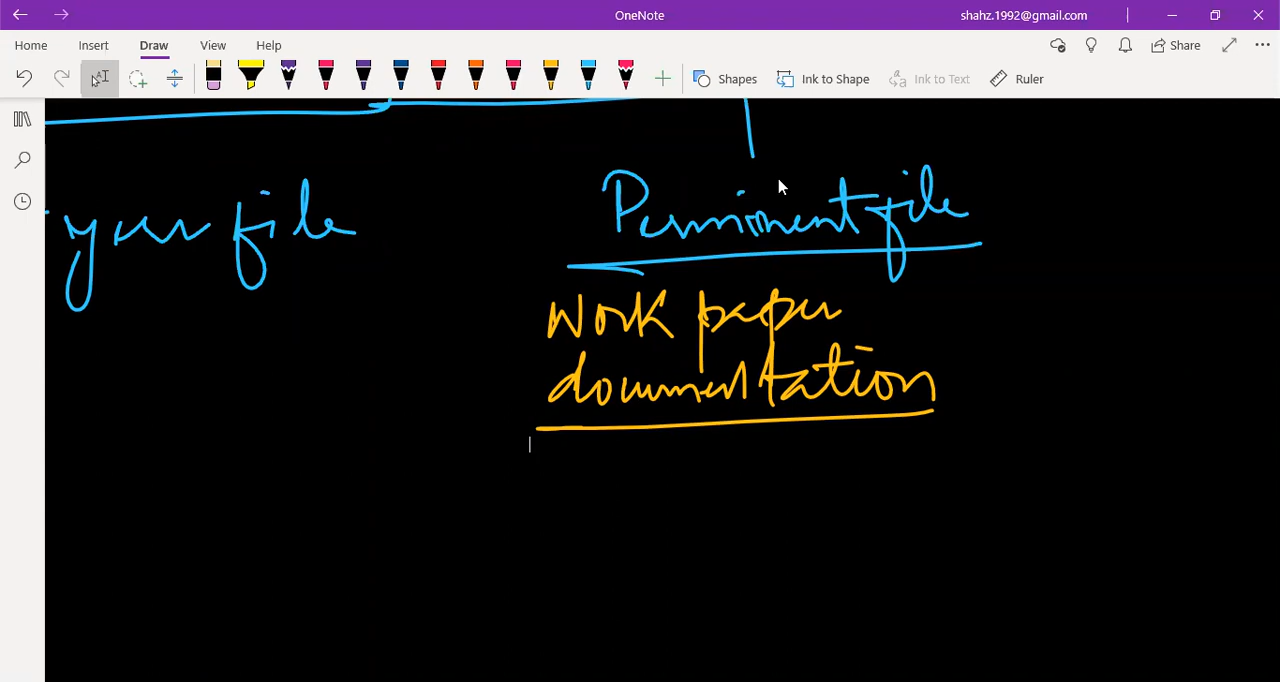 OneNote
shahz.1992@gmail.com
Home Insert Draw View Help
Share
Shapes Ink to Shape Ink to Text Ruler
year file
Perminent file
Work paper
documentation